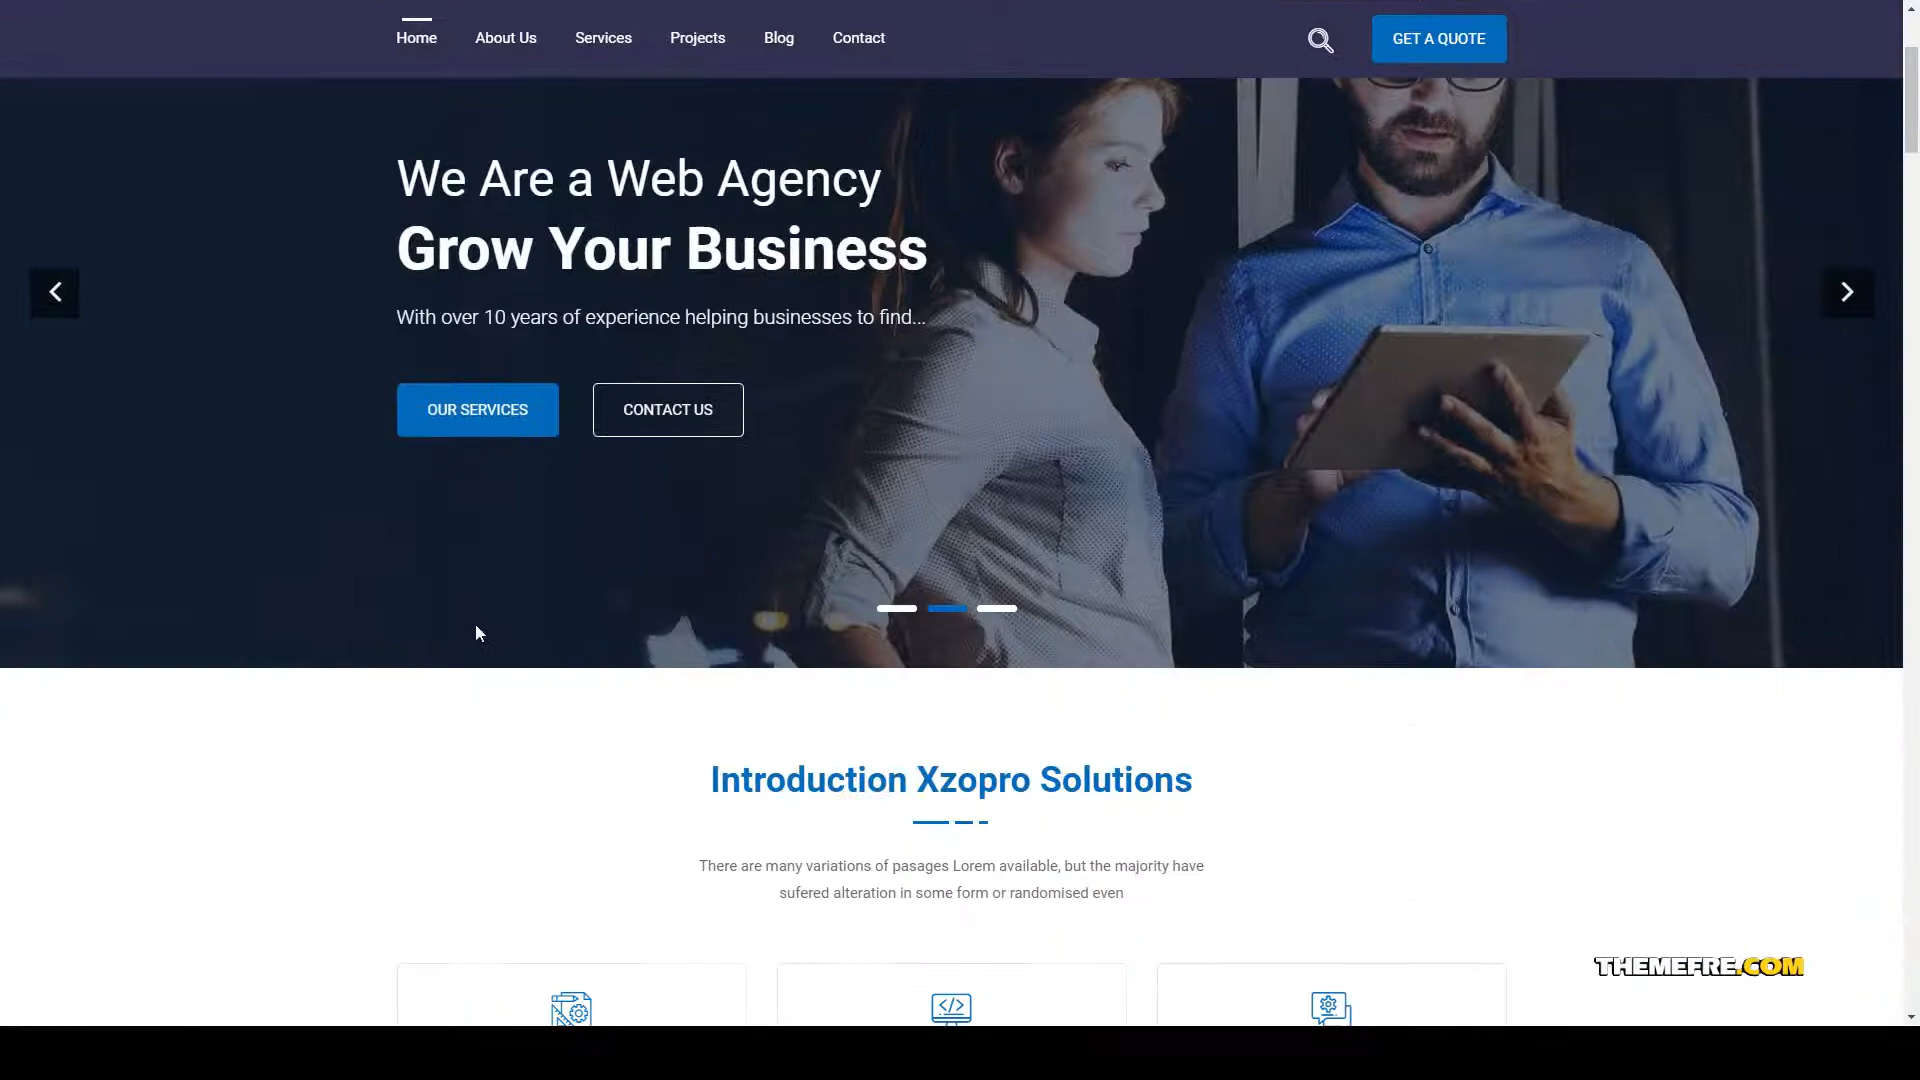 Home About Us Services Projects Blog Contact GET A QUOTE
We Are a Web Agency
Grow Your Business
With over 10 years of experience helping businesses to find...
OUR SERVICES CONTACT US
Introduction Xzopro Solutions
There are many variations of pasages Lorem available, but the majority have
sufered alteration in some form or randomised even
THEMEFRE.COM